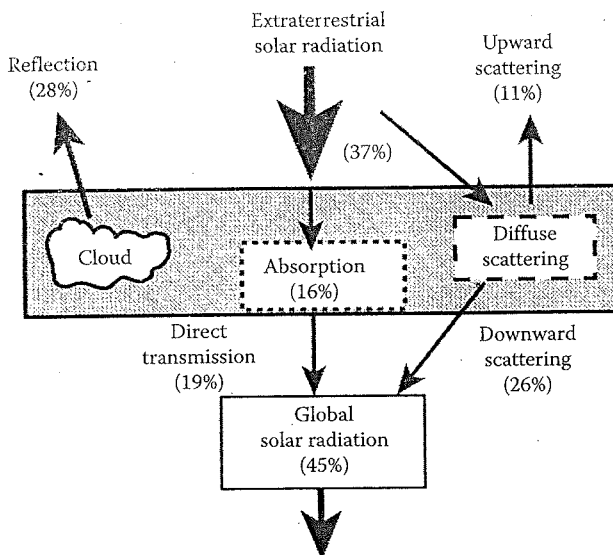 Extraterrestrial
solar radiation
Reflection
(28%)
Upward
scattering
(11%)
(37%)
Cloud
Absorption
(16%)
Diffuse
scattering
Direct
transmission
(19%)
Downward
scattering
(26%)
Global
solar radiation
(45%)